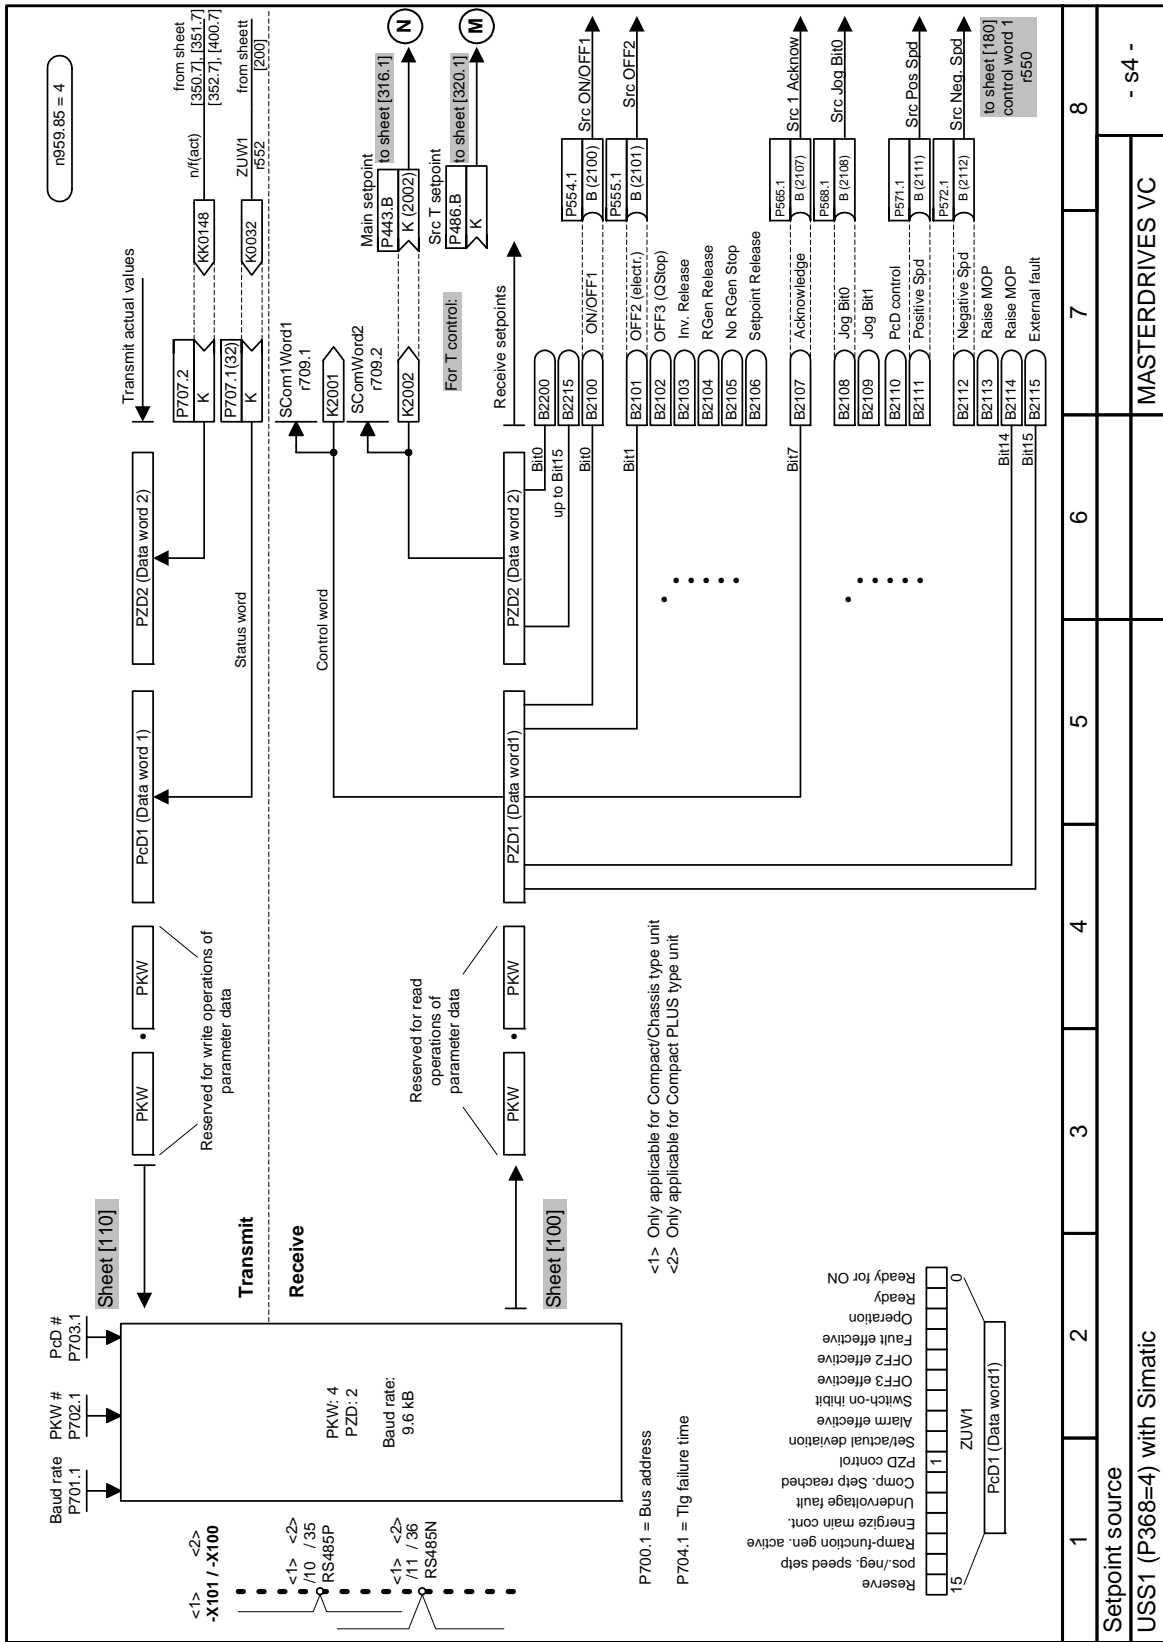 n959.85 = 4
Baud rate
P701.1
PKW #
P702.1
PcD #
P703.1
Sheet [110]
PKW
PKW
Reserved for write operations of
parameter data
PcD1 (Data word 1)
PZD2 (Data word 2)
Transmit actual values
P707.2
K
KK0148
n/f(act)
from sheet
[350.7], [351.7]
[352.7], [400.7]
P707.1(32)
K
K0032
ZUW1
r552
from sheett
[200]
Status word
Transmit
Receive
<1> <2>
-X101 / -X100
<1> <2>
/10 / 35
RS485P
<1> <2>
/11 / 36
RS485N
PKW: 4
PZD: 2
Baud rate:
9.6 kB
Control word
SCom1Word1
r709.1
K2001
SComWord2
r709.2
K2002
Main setpoint
P443.B
K (2002)
to sheet [316.1]
N
For T control:
Src T setpoint
P486.B
K
to sheet [320.1]
M
Reserved for read
operations of
parameter data
PKW
PKW
PZD1 (Data word1)
PZD2 (Data word 2)
Receive setpoints
Sheet [100]
Bit0
B2200
up to Bit15
B2215
Bit0
B2100
ON/OFF1
P554.1
B (2100)
Src ON/OFF1
Bit1
B2101
OFF2 (electr.)
P555.1
B (2101)
Src OFF2
B2102
OFF3 (QStop)
B2103
Inv. Release
B2104
RGen Release
B2105
No RGen Stop
B2106
Setpoint Release
Bit7
B2107
Acknowledge
P565.1
B (2107)
Src 1 Acknow
B2108
Jog Bit0
P568.1
B (2108)
Src Jog Bit0
B2109
Jog Bit1
B2110
PcD control
B2111
Positive Spd
P571.1
B (2111)
Src Pos Spd
B2112
Negative Spd
P572.1
B (2112)
Src Neg. Spd
B2113
Raise MOP
Bit14
B2114
Raise MOP
Bit15
B2115
External fault
to sheet [180]
control word 1
r550
P700.1 = Bus address
P704.1 = Tlg failure time
<1> Only applicable for Compact/Chassis type unit
<2> Only applicable for Compact PLUS type unit
Reserve
pos./neg. speed setp
Ramp-function gen. active
Energize main cont.
Undervoltage fault
Comp. Setp reached
PZD control
Set/actual deviation
Alarm effective
Switch-on inhibit
OFF3 effective
OFF2 effective
Fault effective
Operation
Ready
Ready for ON
1
15
ZUW1
0
PcD1 (Data word1)
1
2
3
4
5
6
7
8
Setpoint source
USS1 (P368=4) with Simatic
MASTERDRIVES VC
- s4 -